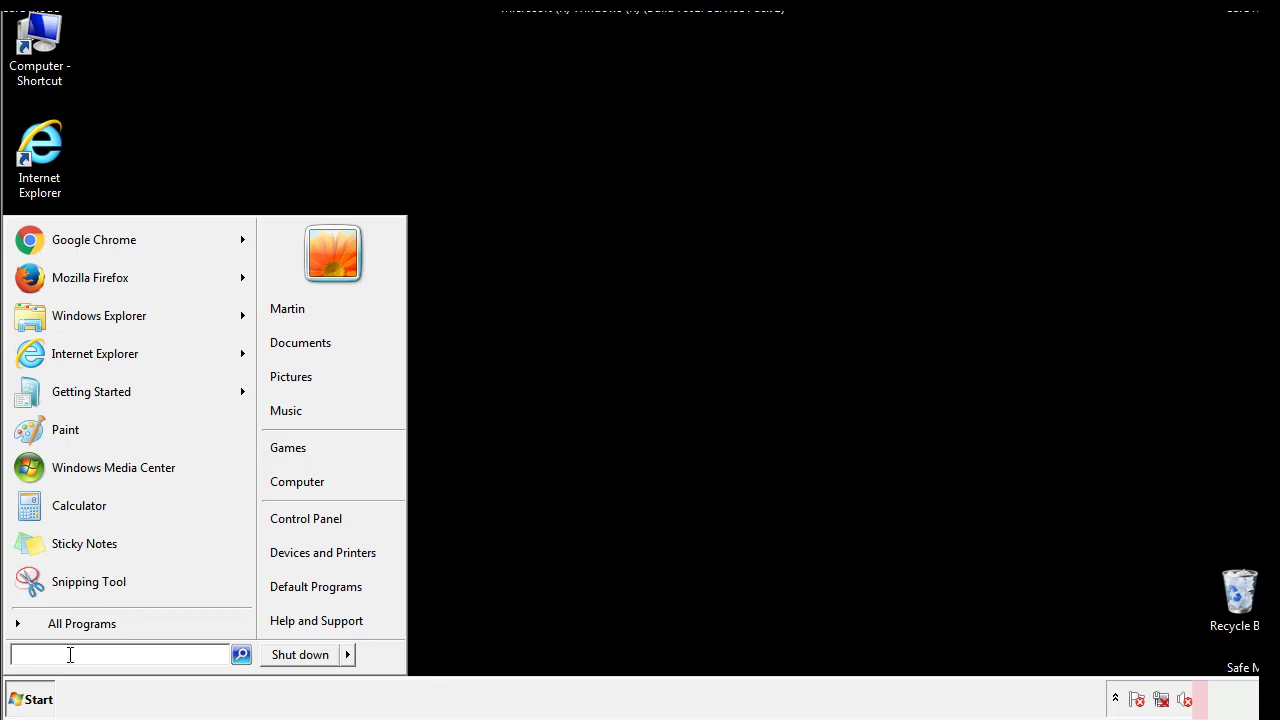 Computer -
Shortcut
Internet
Explorer
Google Chrome
Mozilla Firefox
Windows Explorer
Internet Explorer
Getting Started
Paint
Windows Media Center
Calculator
Sticky Notes
Snipping Tool
All Programs
Martin
Documents
Pictures
Music
Games
Computer
Control Panel
Devices and Printers
Default Programs
Help and Support
Shut down
Recycle B
Safe M
Start